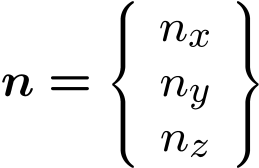 n = { n_x
n_y
n_z }